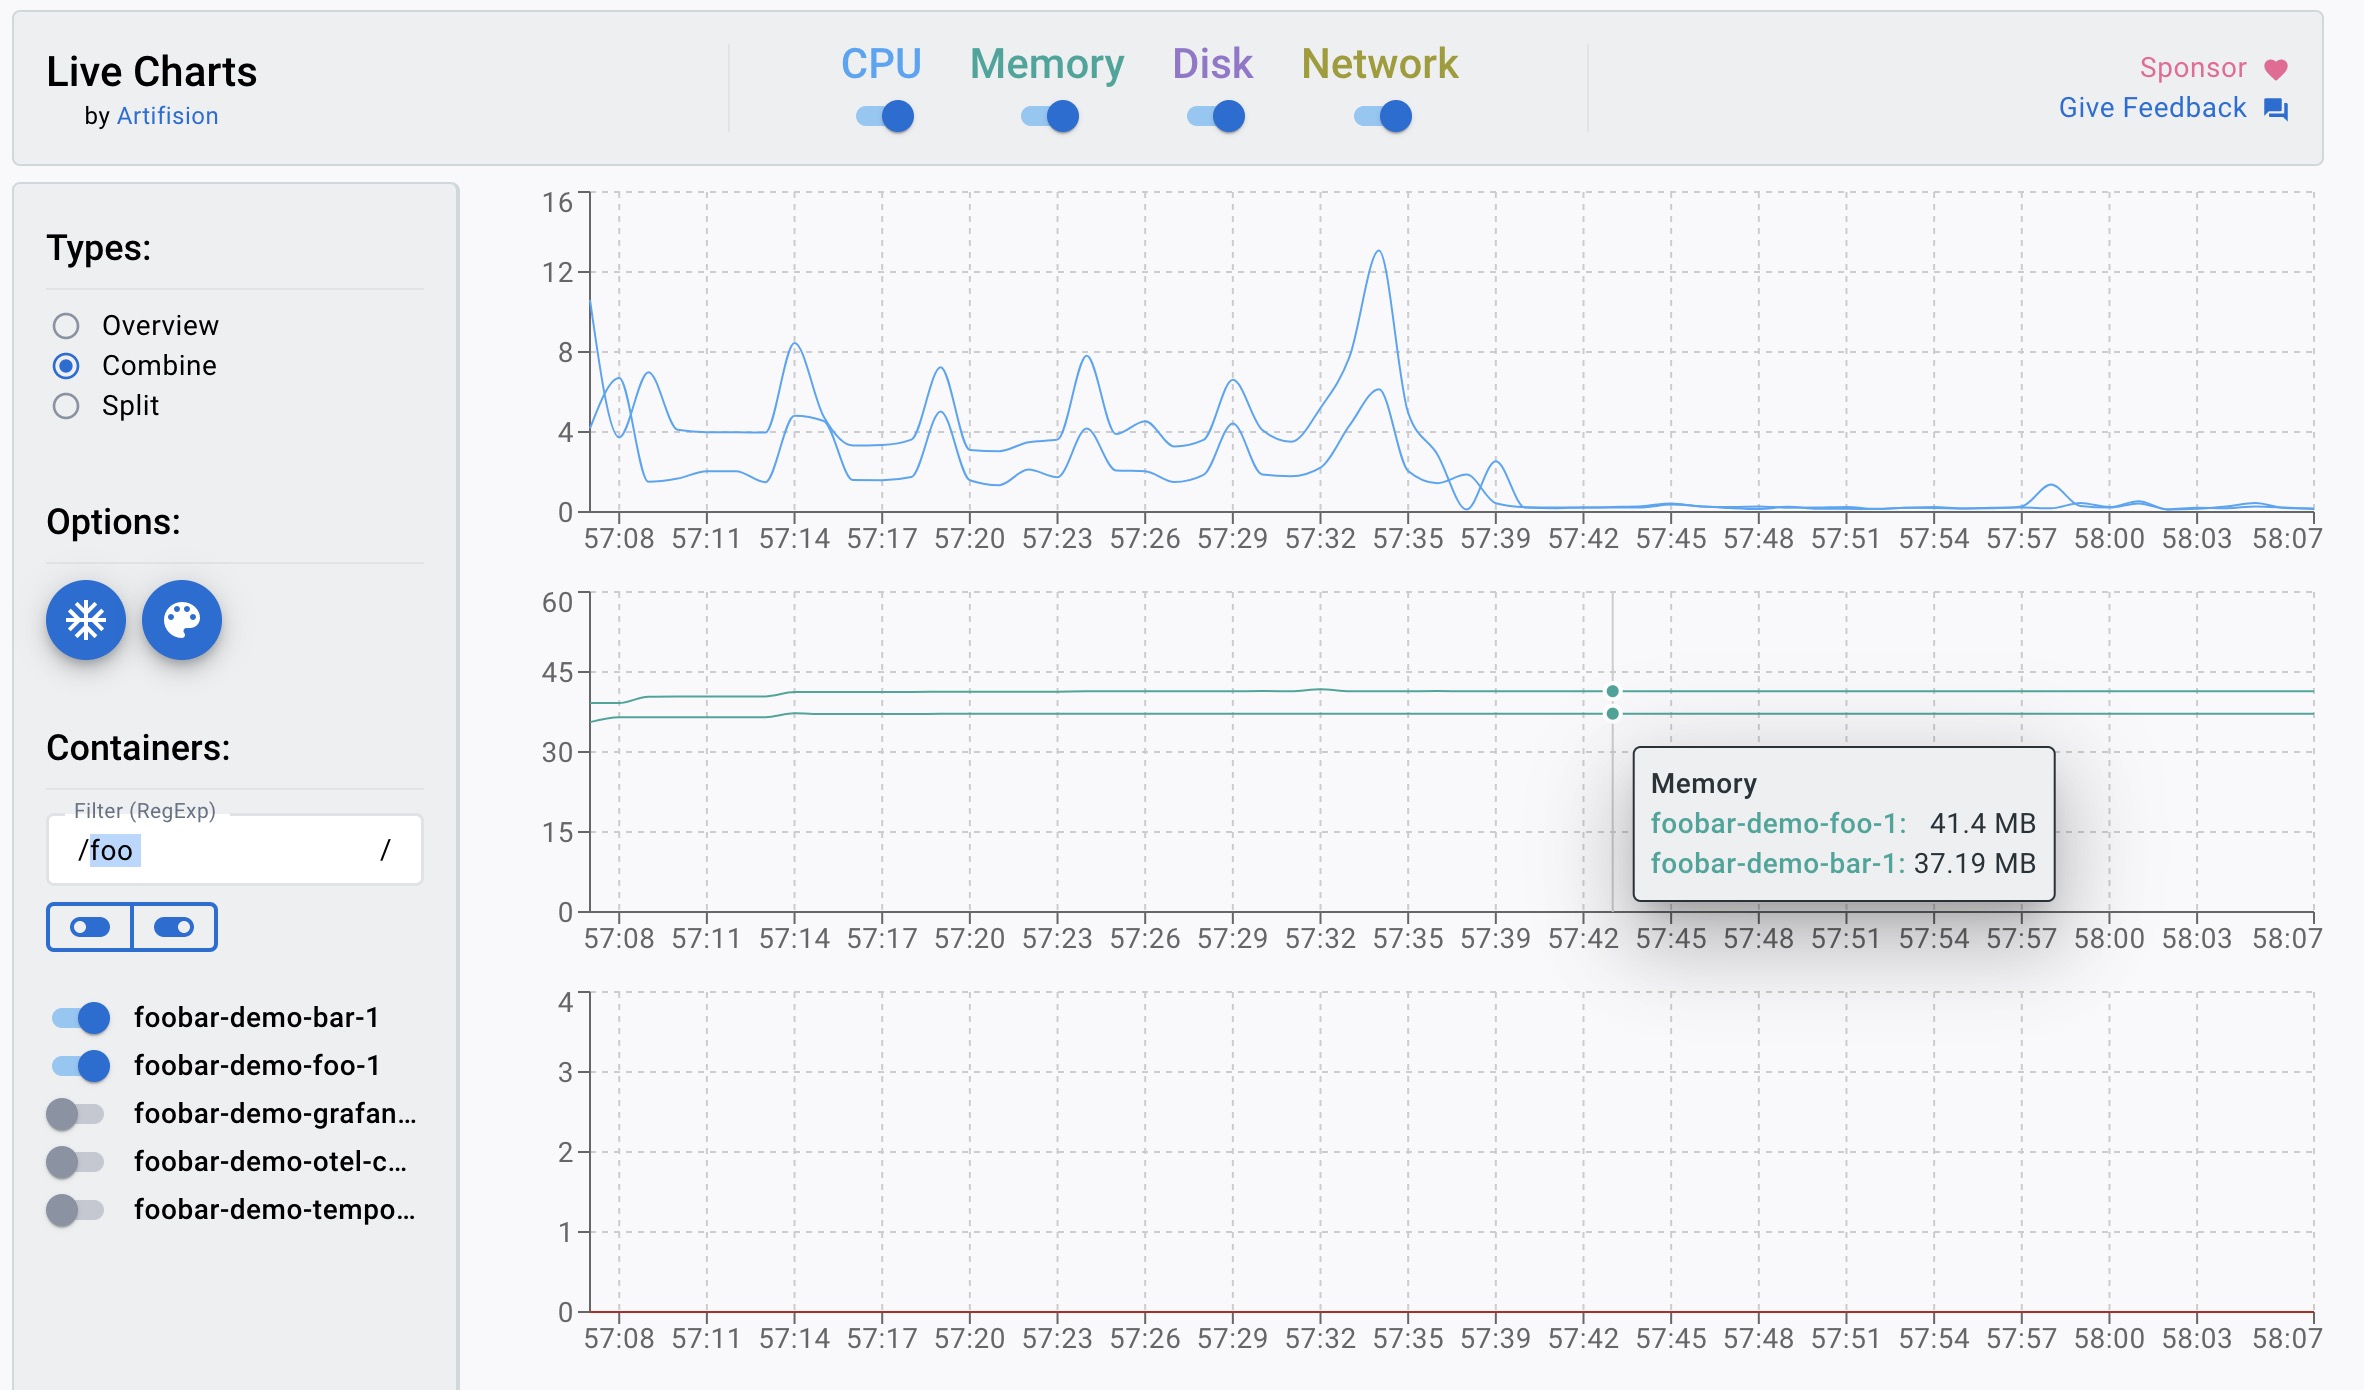 Live Charts
by Artifision
CPU Memory Disk Network
Sponsor
Give Feedback
Types:
Overview
Combine
Split
Options:
Containers:
Filter (RegExp)
/foo /
foobar-demo-bar-1
foobar-demo-foo-1
foobar-demo-grafan...
foobar-demo-otel-c...
foobar-demo-tempo...
16
12
8
4
0
57:08 57:11 57:14 57:17 57:20 57:23 57:26 57:29 57:32 57:35 57:39 57:42 57:45 57:48 57:51 57:54 57:57 58:00 58:03 58:07
60
45
30
15
0
Memory
foobar-demo-foo-1: 41.4 MB
foobar-demo-bar-1: 37.19 MB
57:08 57:11 57:14 57:17 57:20 57:23 57:26 57:29 57:32 57:35 57:39 57:42 57:45 57:48 57:51 57:54 57:57 58:00 58:03 58:07
4
3
2
1
0
57:08 57:11 57:14 57:17 57:20 57:23 57:26 57:29 57:32 57:35 57:39 57:42 57:45 57:48 57:51 57:54 57:57 58:00 58:03 58:07